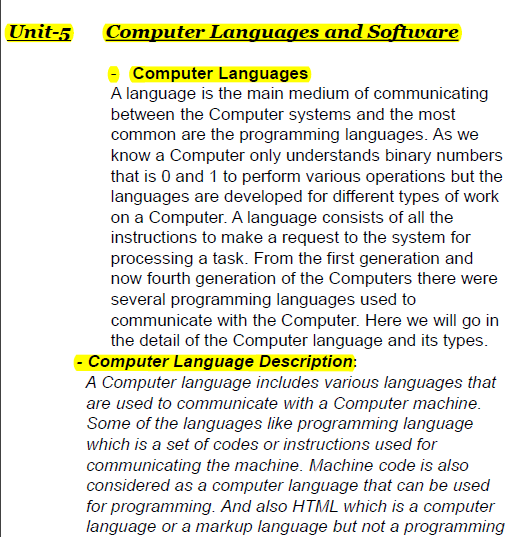 Unit-5 Computer Languages and Software
- Computer Languages
A language is the main medium of communicating
between the Computer systems and the most
common are the programming languages. As we
know a Computer only understands binary numbers
that is 0 and 1 to perform various operations but the
languages are developed for different types of work
on a Computer. A language consists of all the
instructions to make a request to the system for
processing a task. From the first generation and
now fourth generation of the Computers there were
several programming languages used to
communicate with the Computer. Here we will go in
the detail of the Computer language and its types.
- Computer Language Description:
A Computer language includes various languages that
are used to communicate with a Computer machine.
Some of the languages like programming language
which is a set of codes or instructions used for
communicating the machine. Machine code is also
considered as a computer language that can be used
for programming. And also HTML which is a computer
language or a markup language but not a programming